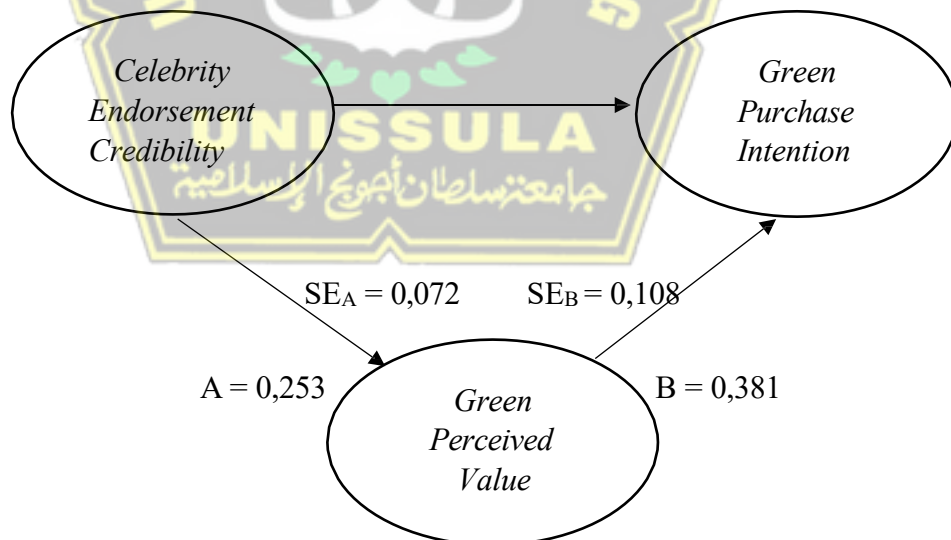 Celebrity
Endorsement
Credibility
Green
Purchase
Intention
UNISSULA
جامعتنسلطان أجونج الإسلامية
SEA = 0,072
SEB = 0,108
A = 0,253
B = 0,381
Green
Perceived
Value